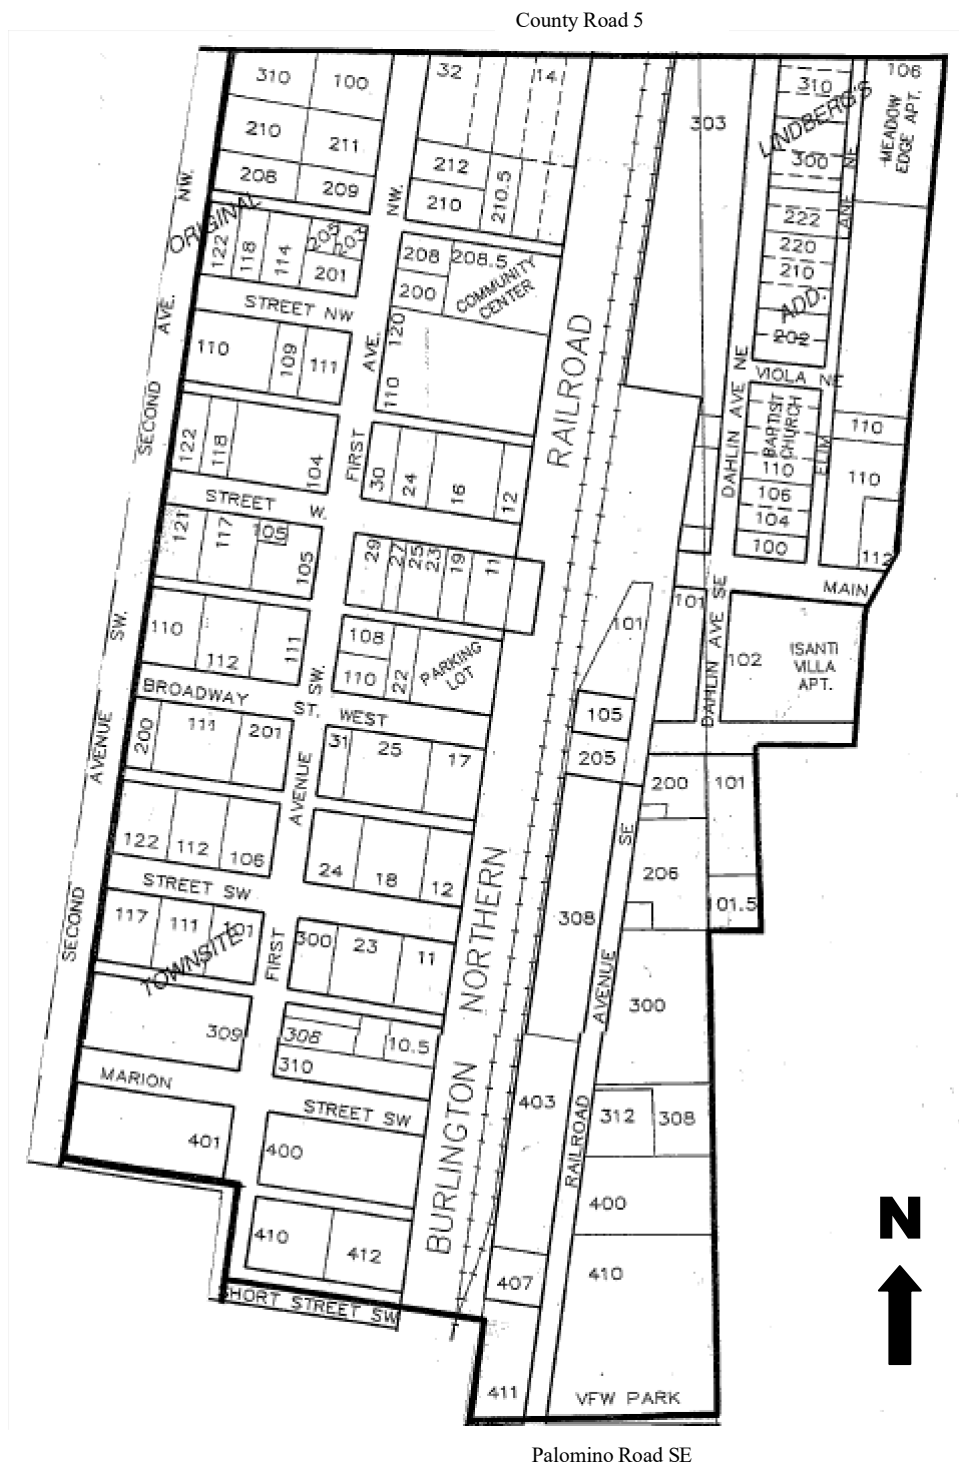 County Road 5
310
100
32
14
303
310
106
MEADOW
EDGE APT.
LINDBERG'S
210
211
212
210.5
300
NE
208
209
210
NW.
NW.
222
LANE
ORIGINAL
122
118
114
205
203
201
208
208.5
COMMUNITY
CENTER
200
220
210
ADD.
202
STREET NW
AVE.
AVE.
110
109
111
120
110
RAILROAD
VIOLA NE
DAHLIN AVE NE
BAPTIST
CHURCH
ELIM
110
110
SECOND
FIRST
122
118
104
30
24
16
12
110
106
104
100
112
STREET
W.
MAIN
121
117
105
105
29
27
25
23
19
11
101
101
DAHLIN AVE SE
102
ISANTI
VILLA
APT.
SW.
110
112
111
108
110
22
PARKING
LOT
SW.
BROADWAY
ST. WEST
105
205
AVENUE
200
111
201
AVENUE
31
25
17
200
101
122
112
106
24
18
12
SE
206
101.5
STREET SW
308
SECOND
117
111
101
TOWNSITE
FIRST
300
23
11
NORTHERN
AVENUE
300
309
306
10.5
310
MARION
STREET SW
403
RAILROAD
312
308
401
400
BURLINGTON
400
N
410
412
407
410
SHORT STREET SW
411
VFW PARK
Palomino Road SE